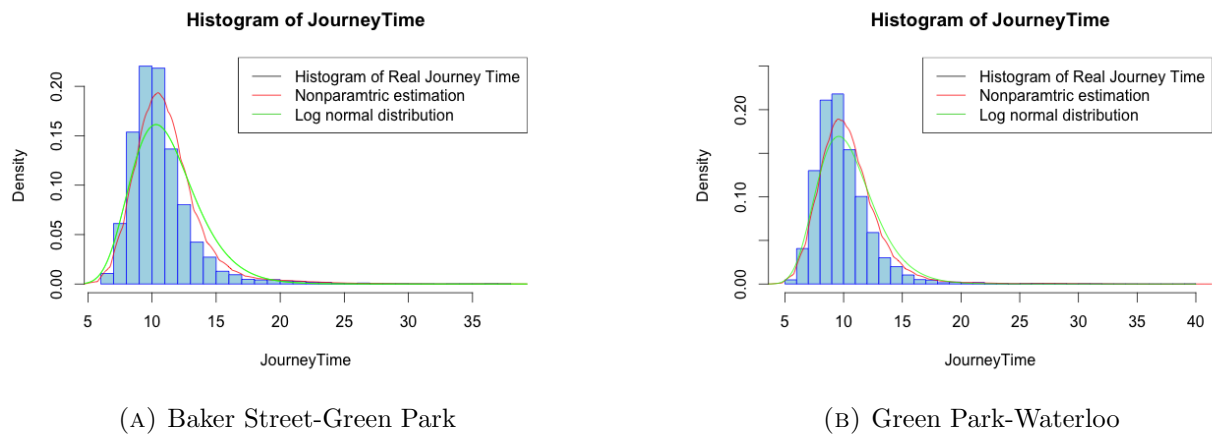 Histogram of JourneyTime
Histogram of Real Journey Time
Nonparamtric estimation
Log normal distribution
Density
0.00
0.05
0.10
0.15
0.20
5 10 15 20 25 30 35
JourneyTime
(A) Baker Street-Green Park
Histogram of JourneyTime
Histogram of Real Journey Time
Nonparamtric estimation
Log normal distribution
Density
0.00
0.10
0.20
5 10 15 20 25 30 35 40
JourneyTime
(B) Green Park-Waterloo